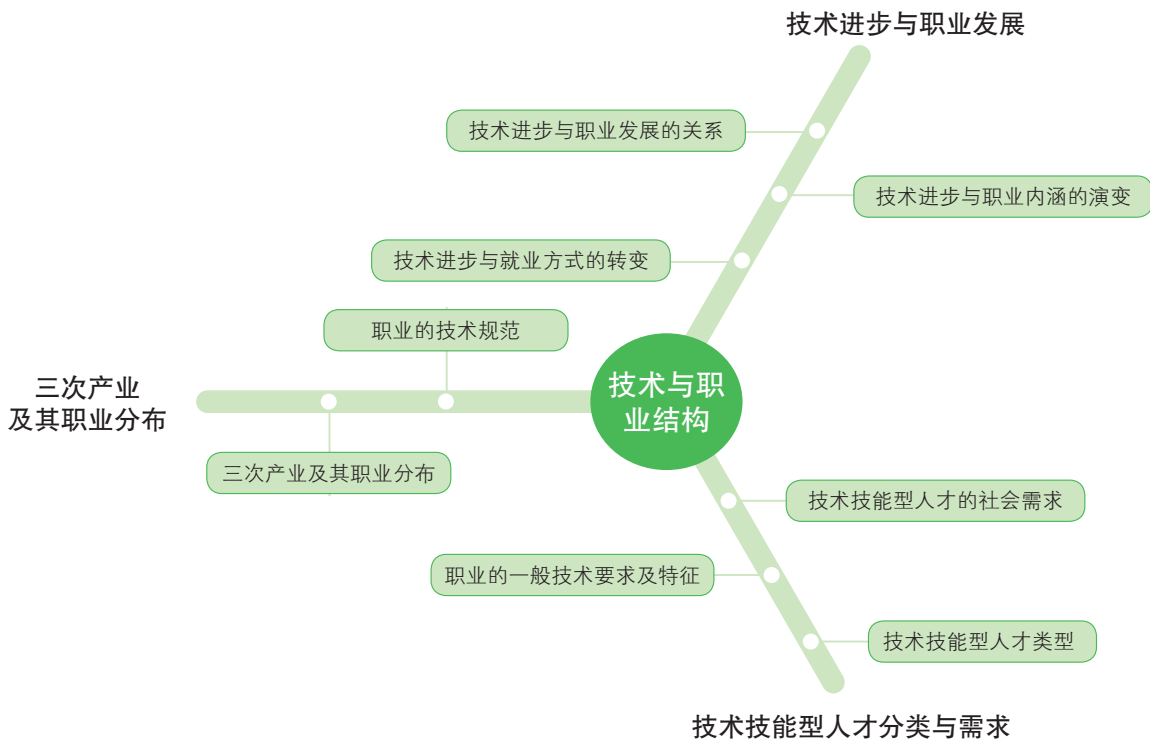 技术进步与职业发展
技术进步与职业发展的关系
技术进步与职业内涵的演变
技术进步与就业方式的转变
职业的技术规范
三次产业
及其职业分布
技术与职
业结构
三次产业及其职业分布
技术技能型人才的社会需求
职业的一般技术要求及特征
技术技能型人才类型
技术技能型人才分类与需求